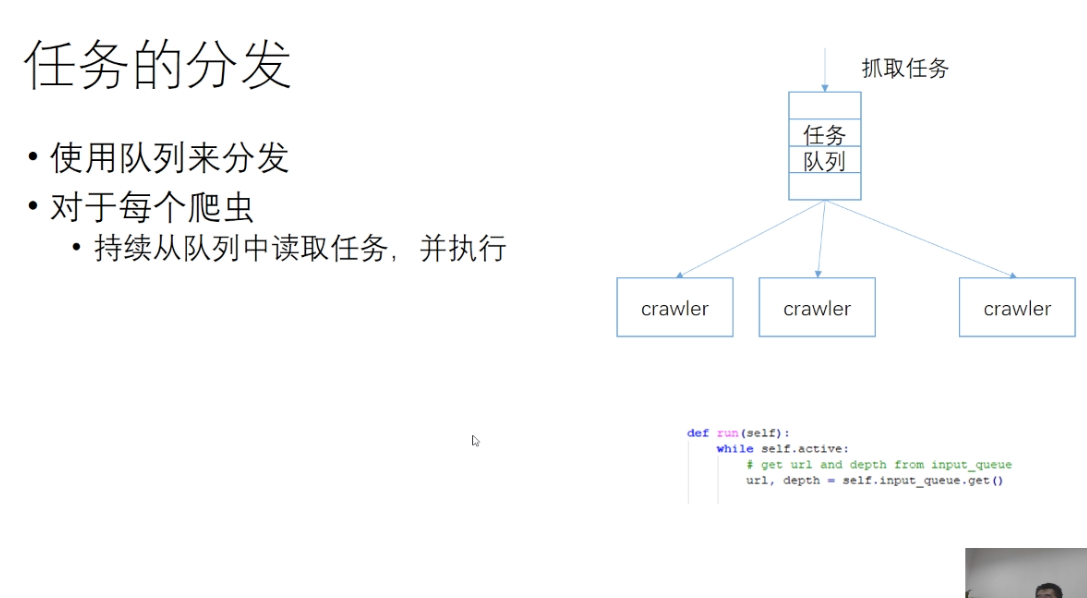 任务的分发
• 使用队列来分发
• 对于每个爬虫
• 持续从队列中读取任务，并执行
抓取任务
任务
队列
crawler
crawler
crawler
def run(self):
while self.active:
# get url and depth from input_queue
url, depth = self.input_queue.get()